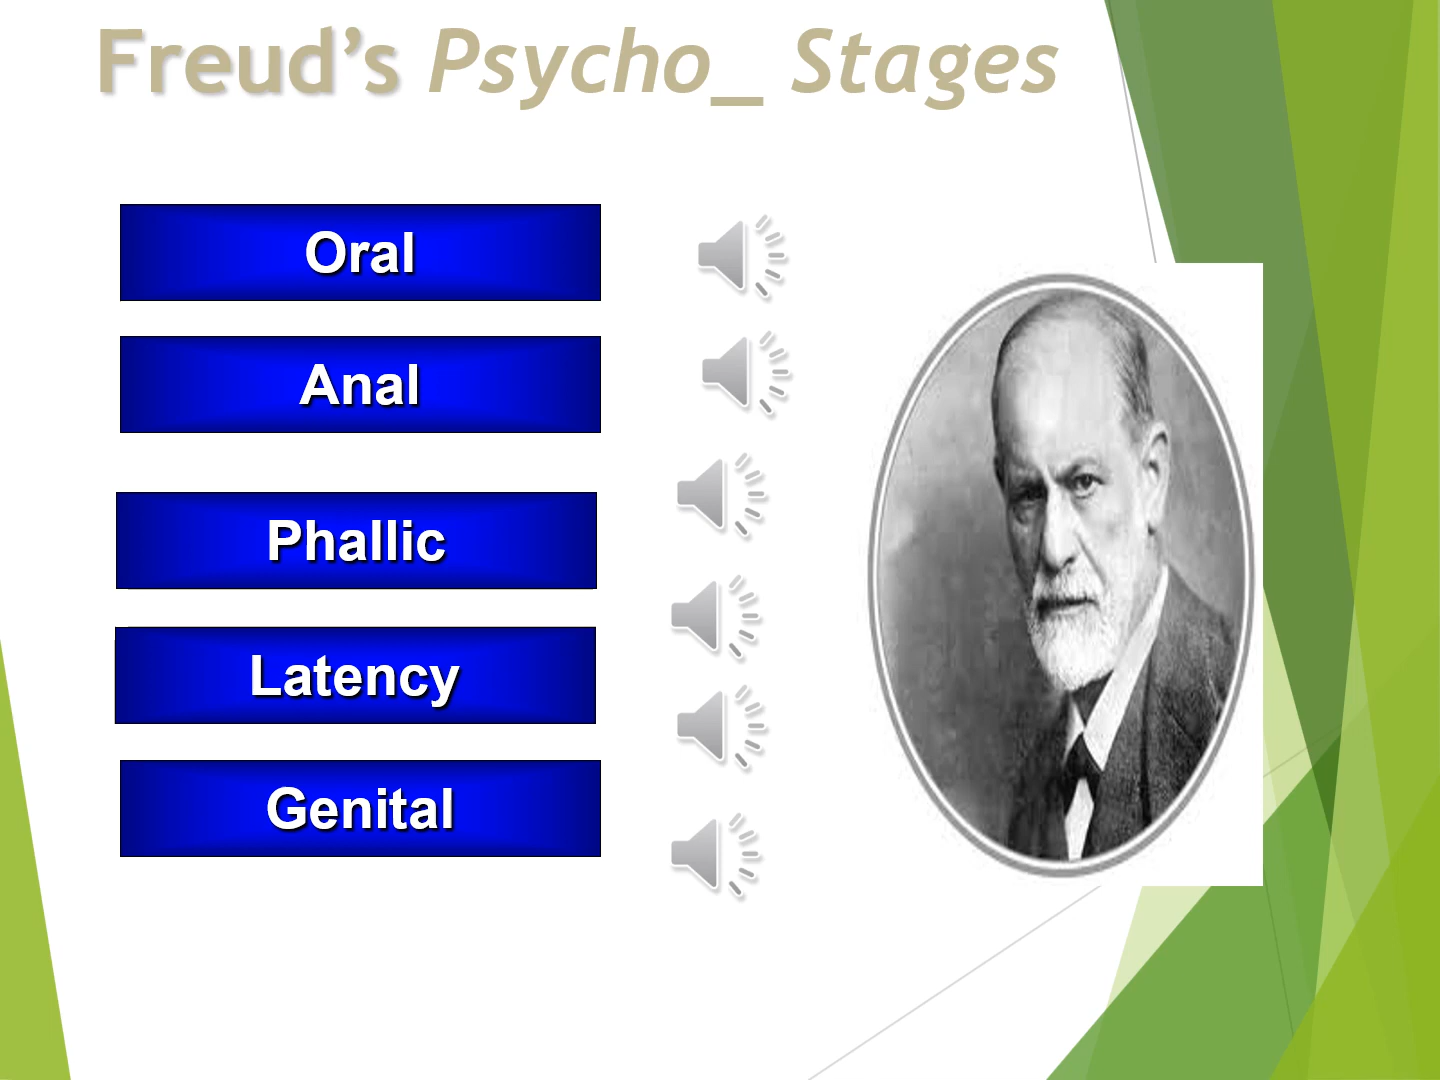 Freud’s Psycho_ Stages
Oral
Anal
Phallic
Latency
Genital